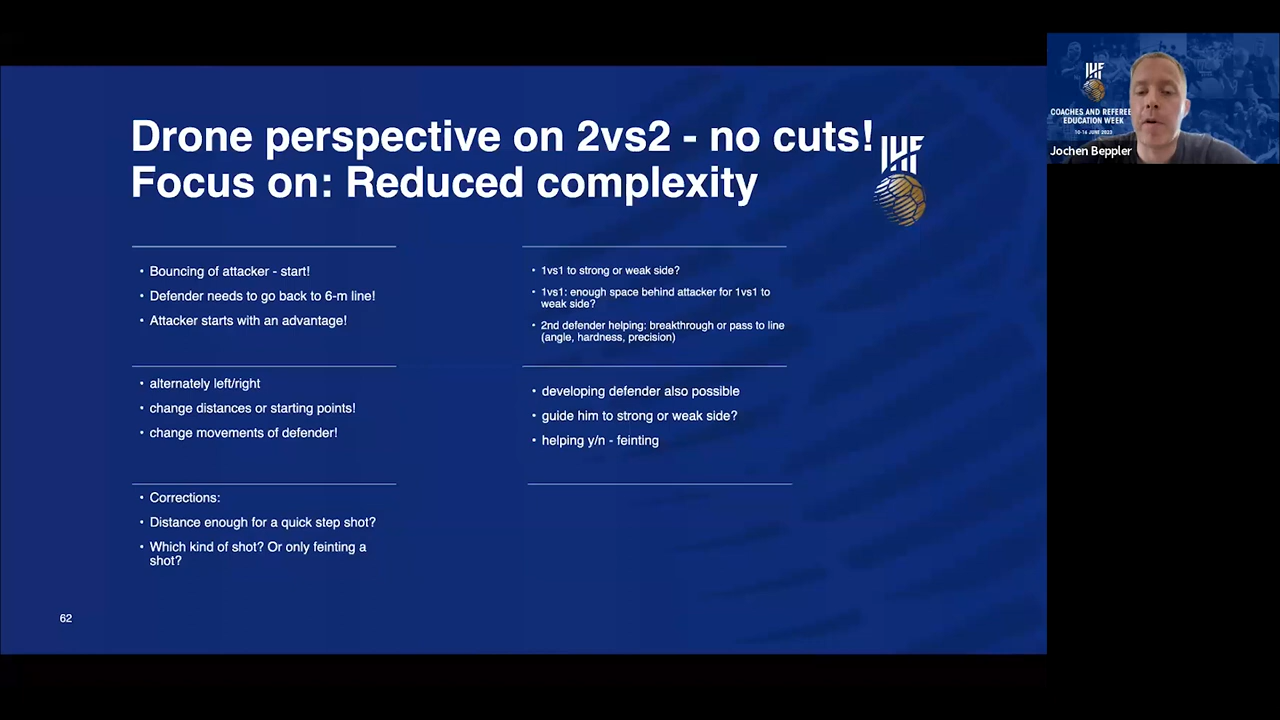 Drone perspective on 2vs2 - no cuts!
Focus on: Reduced complexity
IHF
• Bouncing of attacker - start!
• Defender needs to go back to 6-m line!
• Attacker starts with an advantage!
• alternately left/right
• change distances or starting points!
• change movements of defender!
• Corrections:
• Distance enough for a quick step shot?
• Which kind of shot? Or only feinting a
shot?
• 1vs1 to strong or weak side?
• 1vs1: enough space behind attacker for 1vs1 to
weak side?
• 2nd defender helping: breakthrough or pass to line
(angle, hardness, precision)
• developing defender also possible
• guide him to strong or weak side?
• helping y/n - feinting
62
IHF
COACHES AND REFEREE
EDUCATION WEEK
Jochen Beppler